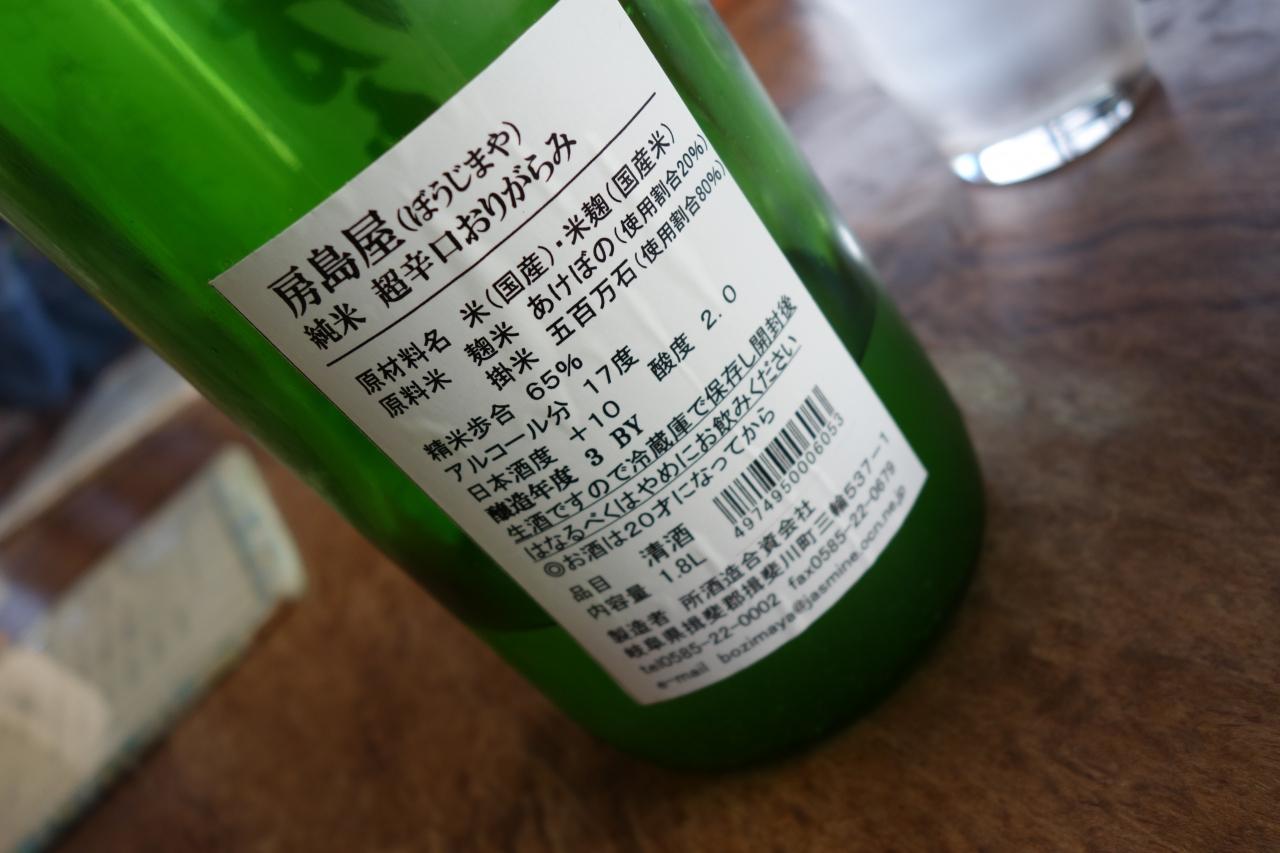 房島屋(ぼうじまや)
純米 超辛口おりがらみ
原材料名 米(国産)・米麹(国産米)
原料米 麹米 あけぼの(使用割合20%)
掛米 五百万石(使用割合80%)
精米歩合 65%
アルコール分 17度
日本酒度 +10 酸度 2.0
醸造年度 3 BY
生酒ですので冷蔵庫で保存し開封後
はなるべくはやめにお飲みください
◎お酒は20才になってから
品目 清酒
内容量 1.8L
4974950006053
製造者 所酒造合資会社
岐阜県揖斐郡揖斐川町三輪537-1
tel0585-22-0002 fax0585-22-0679
e-mail bozimaya@jasmine.ocn.ne.jp